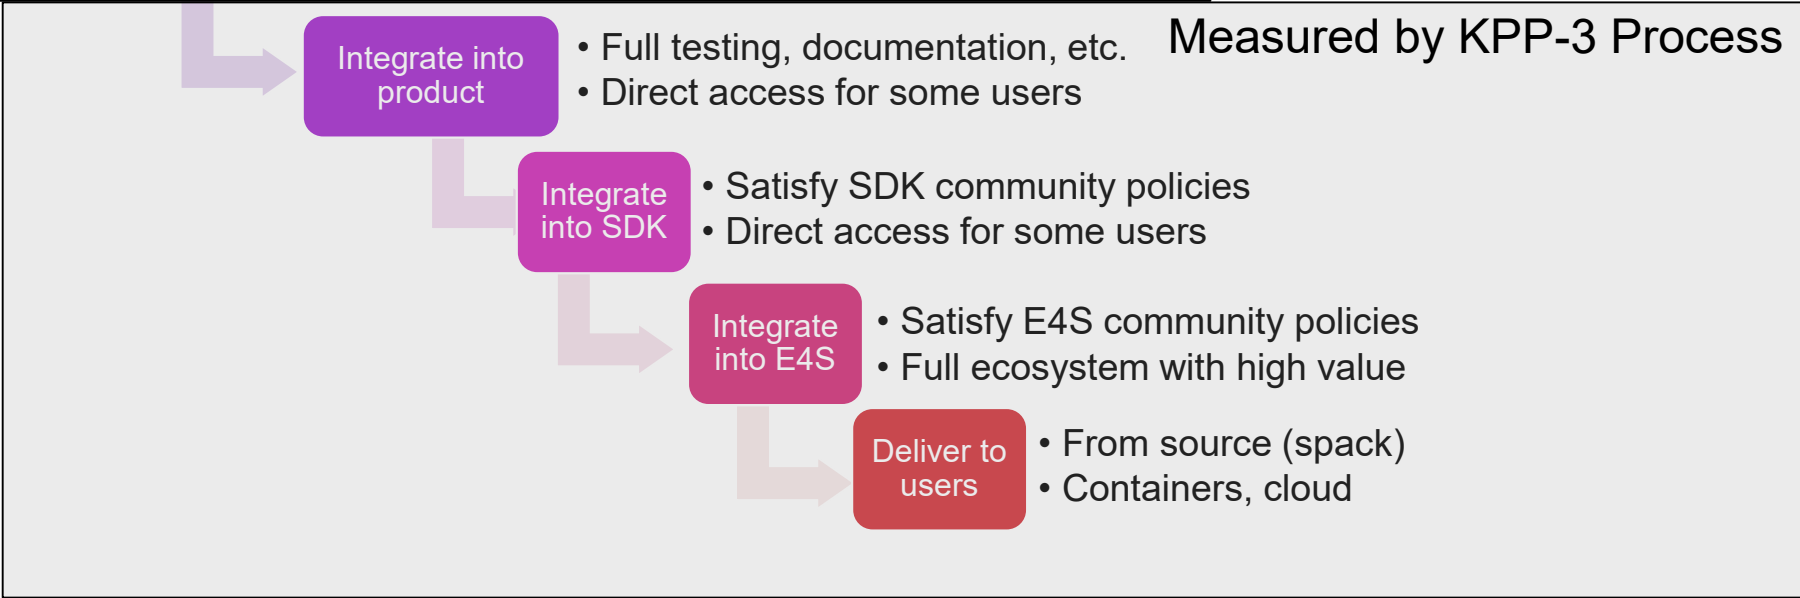 Measured by KPP-3 Process
Integrate into
product
• Full testing, documentation, etc.
• Direct access for some users
Integrate
into SDK
• Satisfy SDK community policies
• Direct access for some users
Integrate
into E4S
• Satisfy E4S community policies
• Full ecosystem with high value
Deliver to
users
• From source (spack)
• Containers, cloud